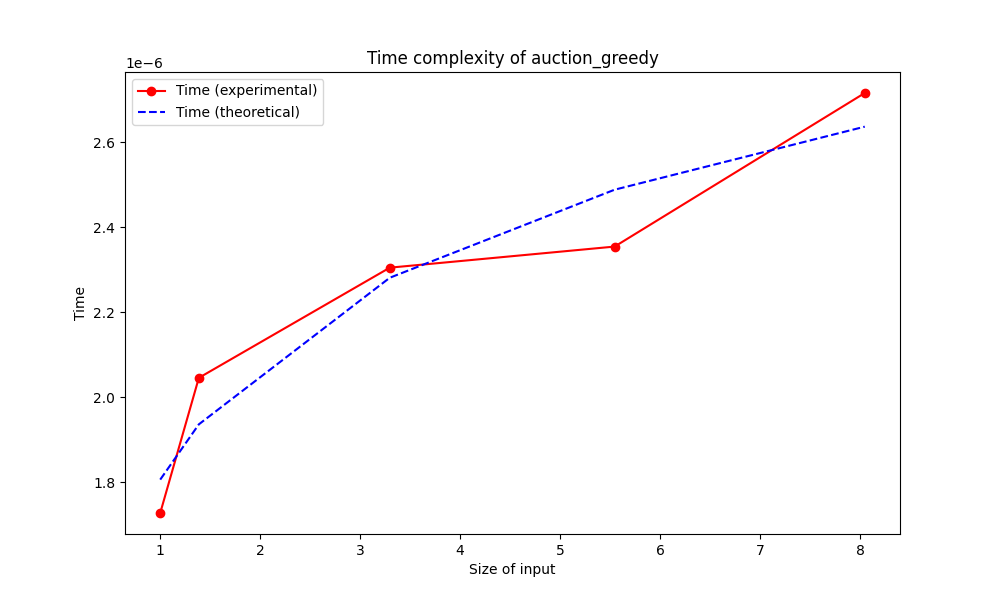 Time complexity of auction_greedy
1e−6
Time (experimental)
Time (theoretical)
2.6
2.4
2.2
2.0
1.8
Time
1 2 3 4 5 6 7 8
Size of input